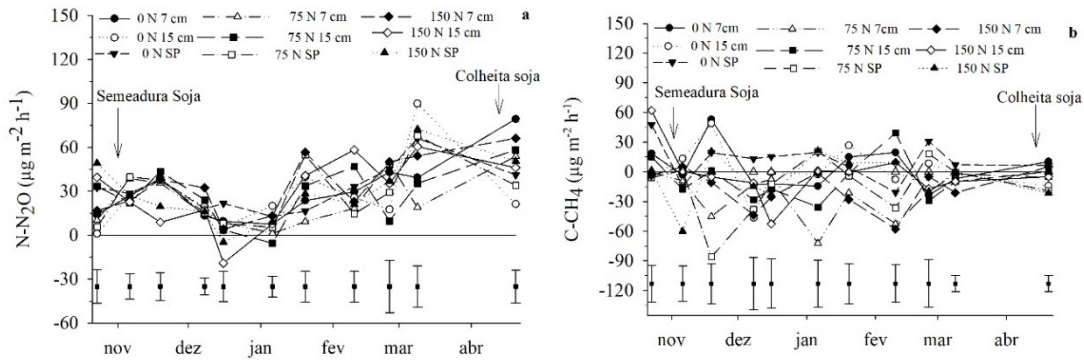 a
0 N 7 cm 75 N 7 cm 150 N 7 cm
0 N 15 cm 75 N 15 cm 150 N 15 cm
0 N SP 75 N SP 150 N SP
Semeadura Soja
Colheita soja
N-N2O (µg m-2 h-1)
150
120
90
60
30
0
-30
-60
nov dez jan fev mar abr
b
0 N 7 cm 75 N 7cm 150 N 7 cm
0 N 15 cm 75 N 15 cm 150 N 15 cm
0 N SP 75 N SP 150 N SP
Semeadura Soja
Colheita soja
C-CH4 (µg m-2 h-1)
150
120
90
60
30
0
-30
-60
-90
-120
nov dez jan fev mar abr